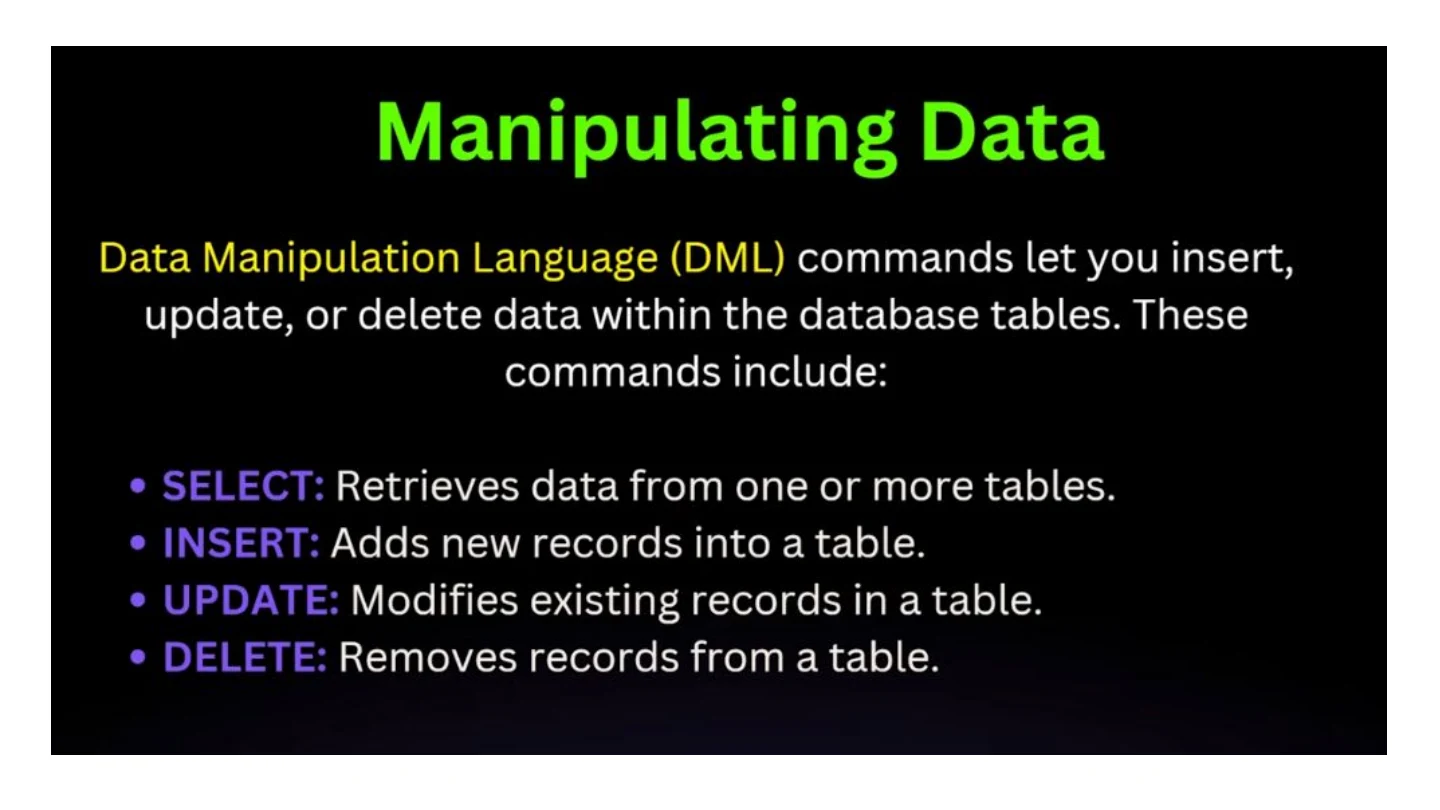 Manipulating Data
Data Manipulation Language (DML) commands let you insert,
update, or delete data within the database tables. These
commands include:
• SELECT: Retrieves data from one or more tables.
• INSERT: Adds new records into a table.
• UPDATE: Modifies existing records in a table.
• DELETE: Removes records from a table.